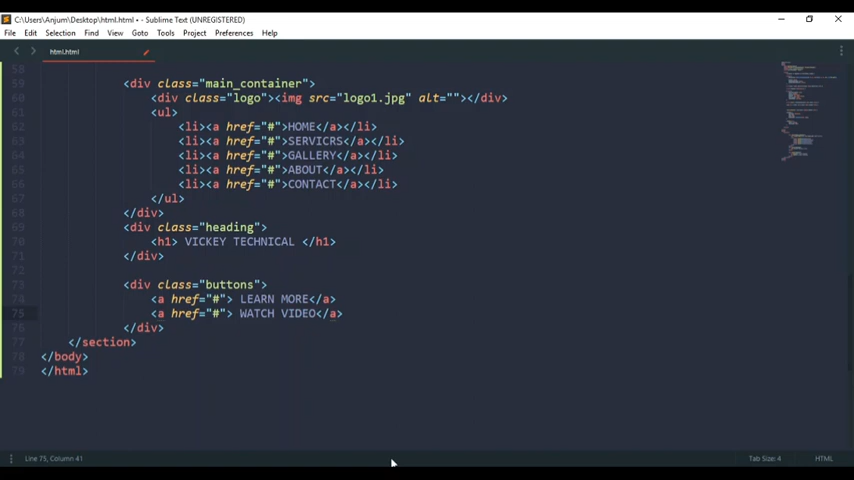 C:\Users\Anjum\Desktop\html.html • - Sublime Text (UNREGISTERED)
File Edit Selection Find View Goto Tools Project Preferences Help
html.html
58
59 <div class="main_container">
60 <div class="logo"><img src="logo1.jpg" alt=""></div>
61 <ul>
62 <li><a href="#">HOME</a></li>
63 <li><a href="#">SERVICRS</a></li>
64 <li><a href="#">GALLERY</a></li>
65 <li><a href="#">ABOUT</a></li>
66 <li><a href="#">CONTACT</a></li>
67 </ul>
68 </div>
69 <div class="heading">
70 <h1> VICKEY TECHNICAL </h1>
71 </div>
72
73 <div class="buttons">
74 <a href="#"> LEARN MORE</a>
75 <a href="#"> WATCH VIDEO</a>
76 </div>
77 </section>
78 </body>
79 </html>
Line 75, Column 41 Tab Size: 4 HTML